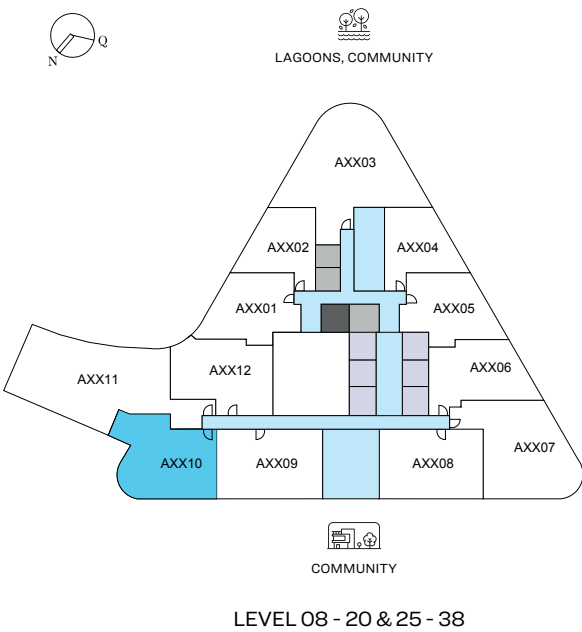 N
Q
LAGOONS, COMMUNITY
AXX03
AXX02
AXX04
AXX01
AXX05
AXX12
AXX06
AXX11
AXX10
AXX09
AXX08
AXX07
COMMUNITY
LEVEL 08 - 20 & 25 - 38